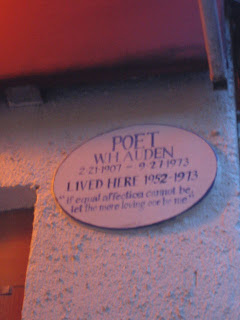 POET
W.H.AUDEN
2-21-1907 - 9-27-1973
LIVED HERE 1952-1973
"if equal affection cannot be,
let the more loving one be me"